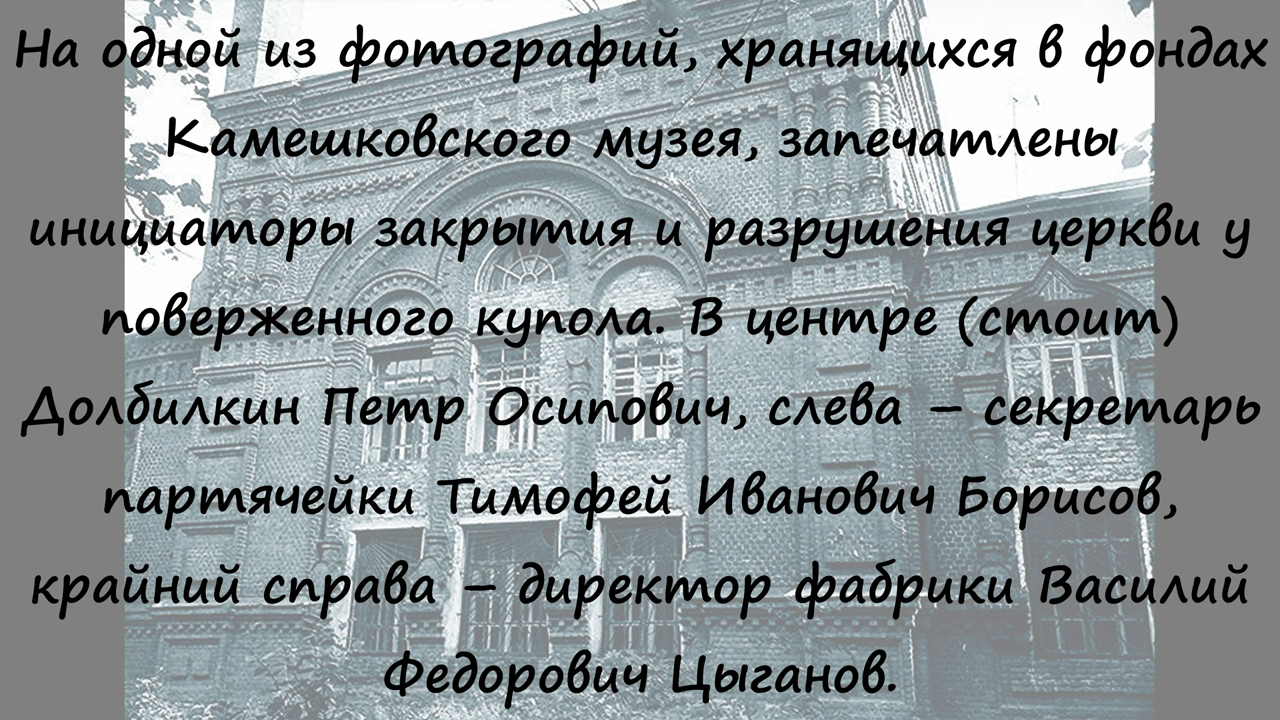 На одной из фотографий, хранящихся в фондах
Камешковского музея, запечатлены
инициаторы закрытия и разрушения церкви у
поверженного купола. В центре (стоит)
Долбилкин Петр Осипович, слева – секретарь
партячейки Тимофей Иванович Борисов,
крайний справа – директор фабрики Василий
Федорович Цыганов.